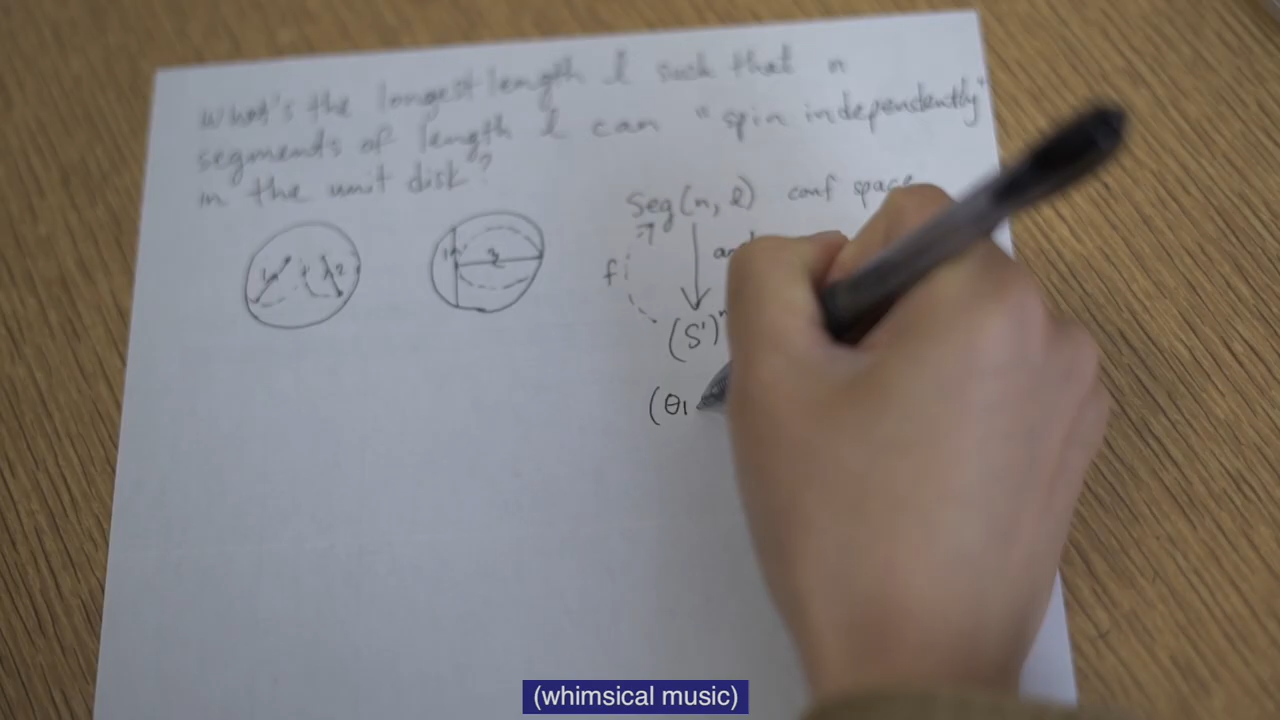 What's the longest length l such that n
segments of length l can "spin independently"
in the unit disk?
Seg(n, l) conf space
f
(S¹)ⁿ
(θ₁
1 2
1 2
(whimsical music)